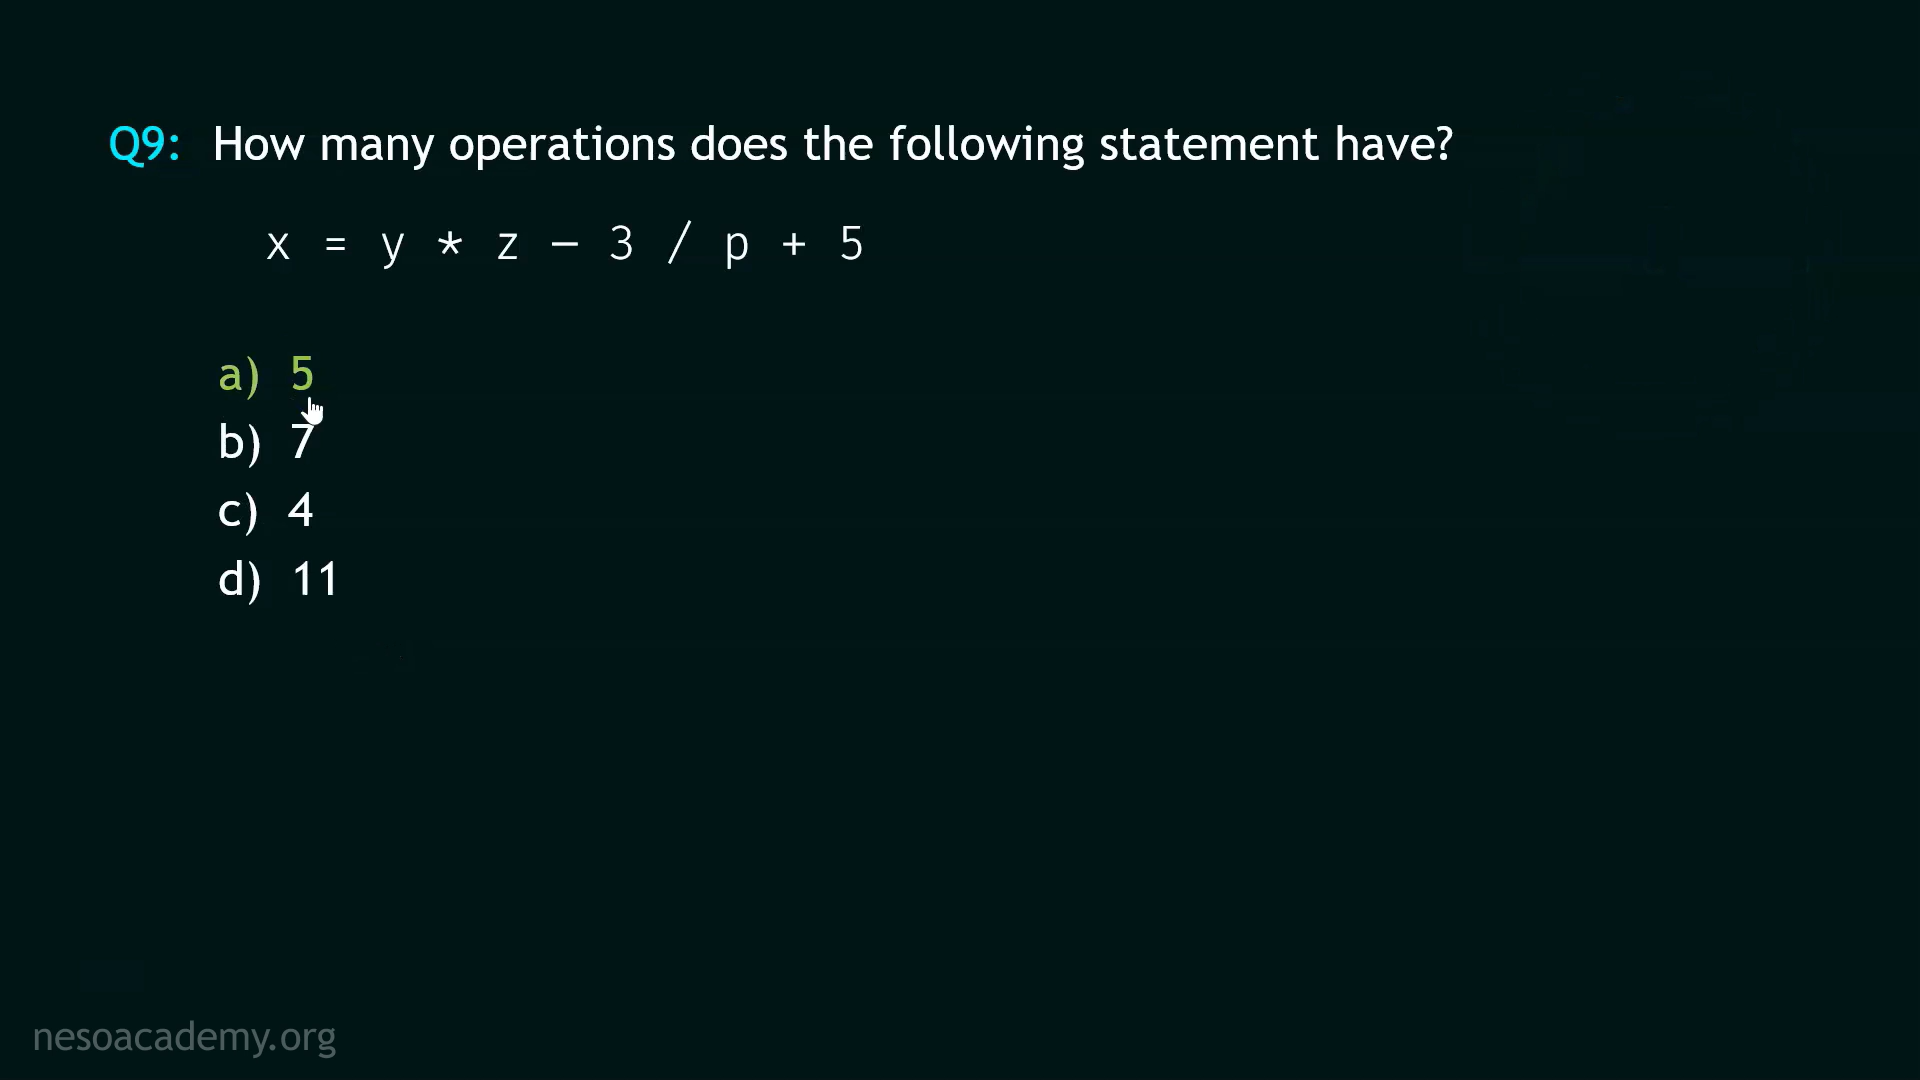 Q9: How many operations does the following statement have?
x = y * z − 3 / p + 5
a) 5
b) 7
c) 4
d) 11
nesoacademy.org